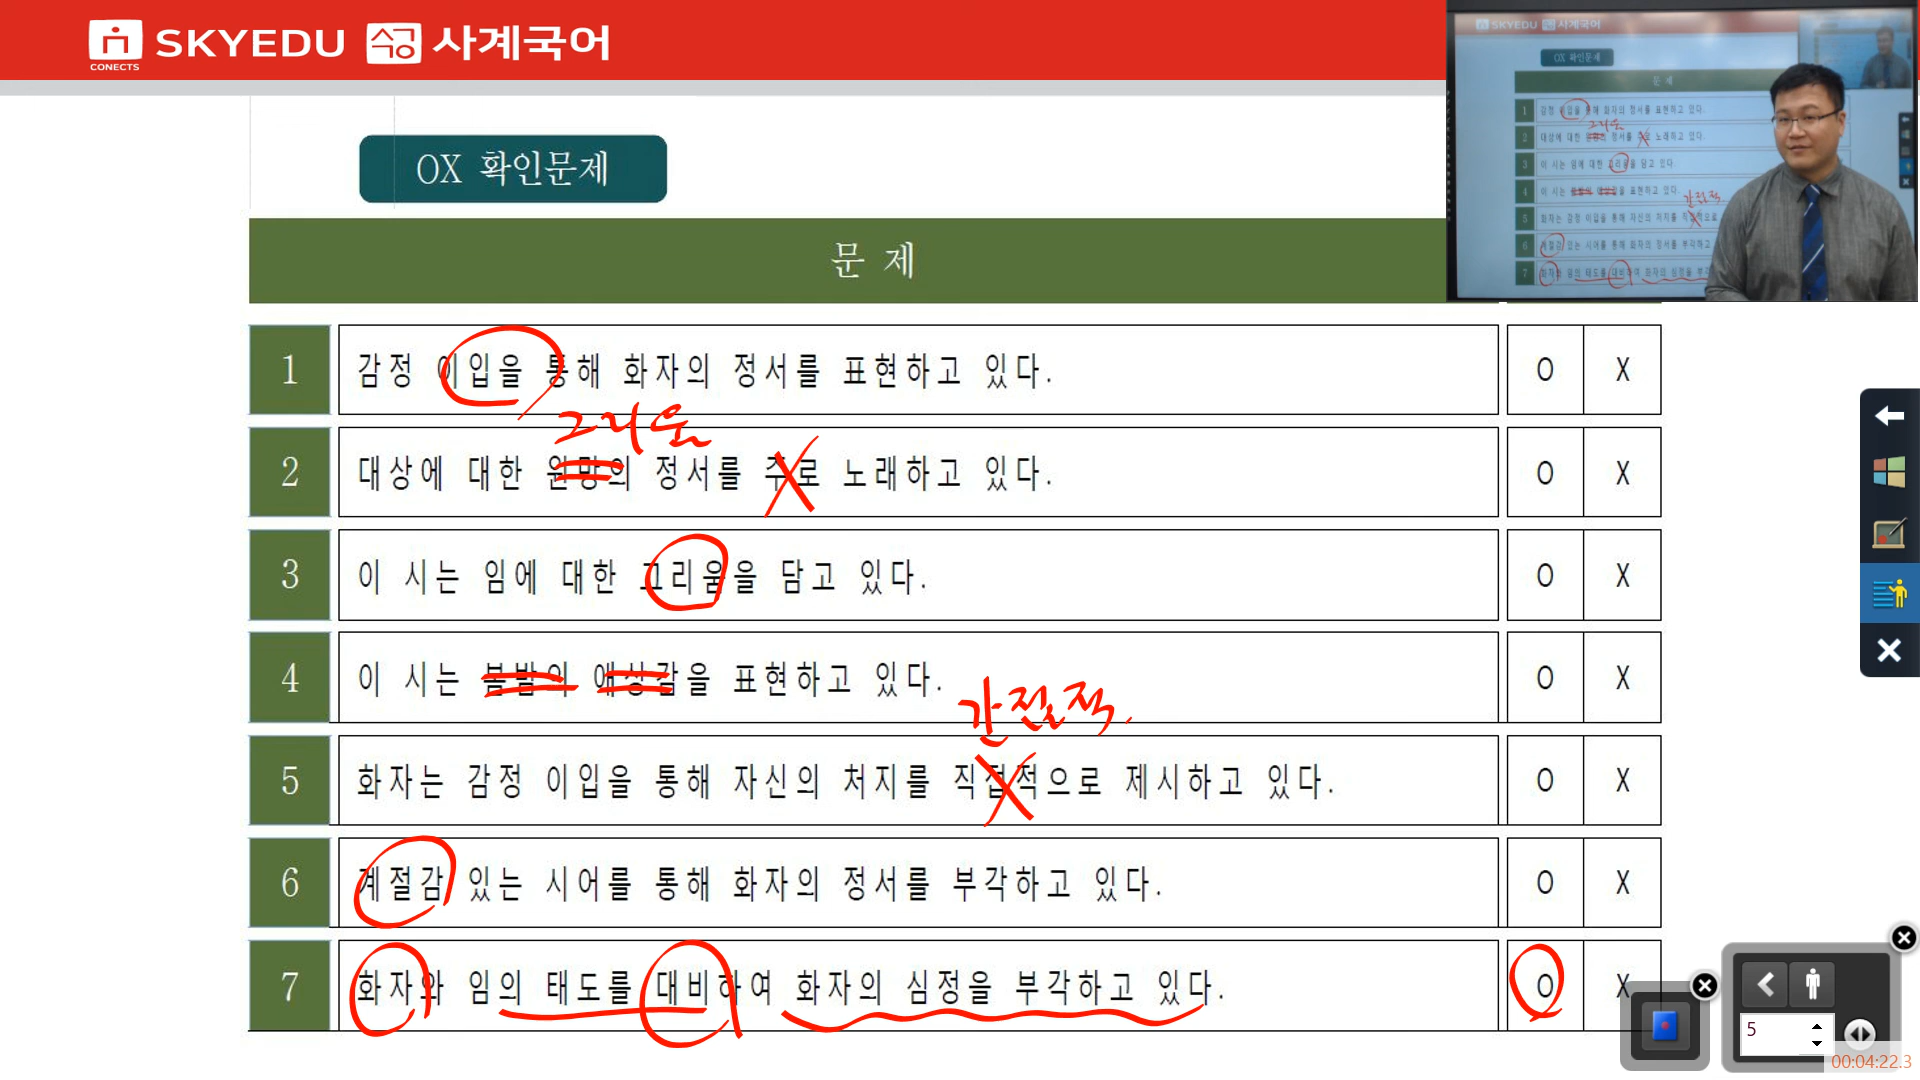 CONECTS SKYEDU 수긍 사계국어
OX 확인문제
문 제
1 감정 이입을 통해 화자의 정서를 표현하고 있다. O X
그리움
2 대상에 대한 원망의 정서를 주로 노래하고 있다. O X
3 이 시는 임에 대한 그리움을 담고 있다. O X
4 이 시는 봄밤의 애상감을 표현하고 있다. O X
간접적.
5 화자는 감정 이입을 통해 자신의 처지를 직접적으로 제시하고 있다. O X
6 계절감 있는 시어를 통해 화자의 정서를 부각하고 있다. O X
7 화자와 임의 태도를 대비하여 화자의 심정을 부각하고 있다. O X
5
00:04:22.3